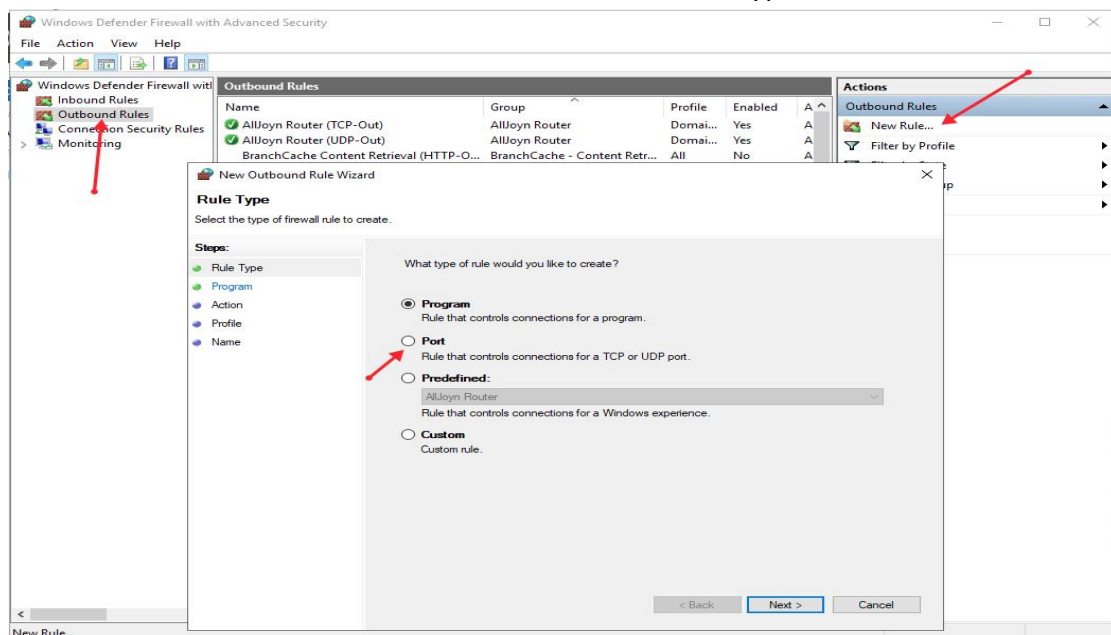 Windows Defender Firewall with Advanced Security
File Action View Help
Windows Defender Firewall witl
Inbound Rules
Outbound Rules
Connection Security Rules
Monitoring
Outbound Rules
Name Group Profile Enabled A
AllJoyn Router (TCP-Out) AllJoyn Router Domai... Yes A
AllJoyn Router (UDP-Out) AllJoyn Router Domai... Yes A
BranchCache Content Retrieval (HTTP-O... BranchCache - Content Retr... All No A
Actions
Outbound Rules
New Rule...
Filter by Profile
up
New Outbound Rule Wizard
Rule Type
Select the type of firewall rule to create.
Steps:
Rule Type
Program
Action
Profile
Name
What type of rule would you like to create?
Program
Rule that controls connections for a program.
Port
Rule that controls connections for a TCP or UDP port.
Predefined:
AllJoyn Router
Rule that controls connections for a Windows experience.
Custom
Custom rule.
< Back Next > Cancel
New Rule